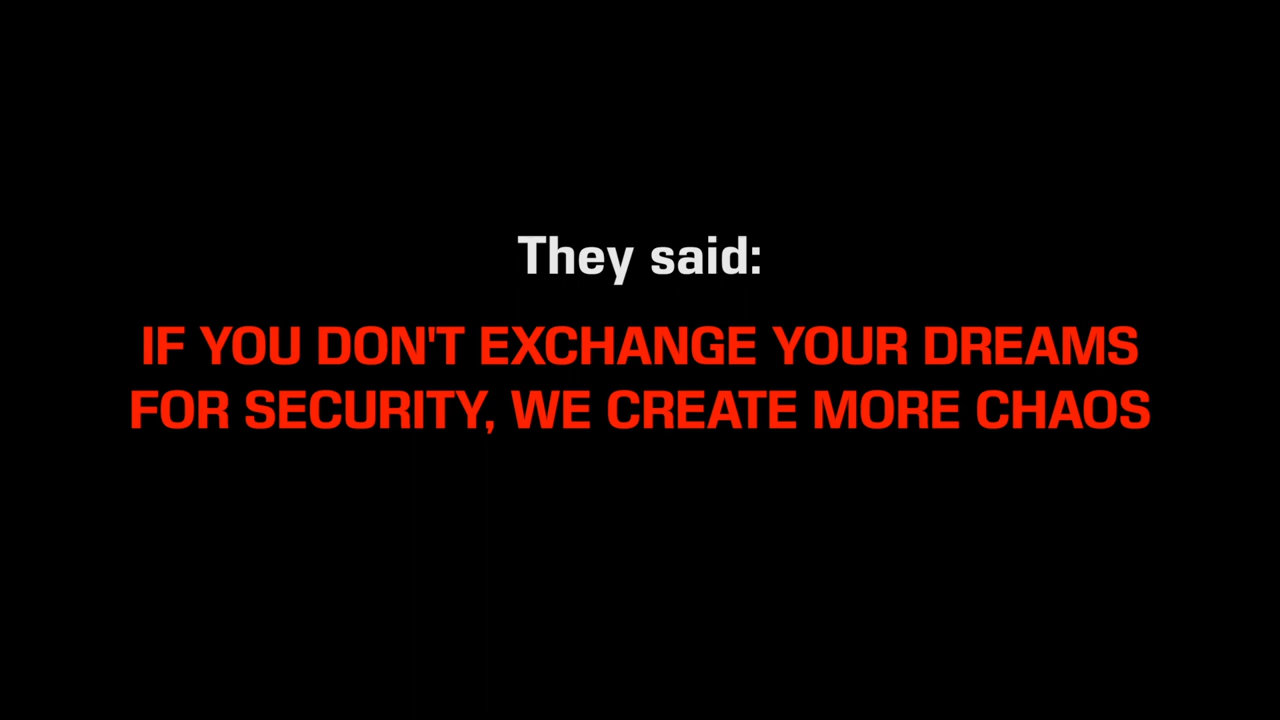 They said:
IF YOU DON'T EXCHANGE YOUR DREAMS
FOR SECURITY, WE CREATE MORE CHAOS